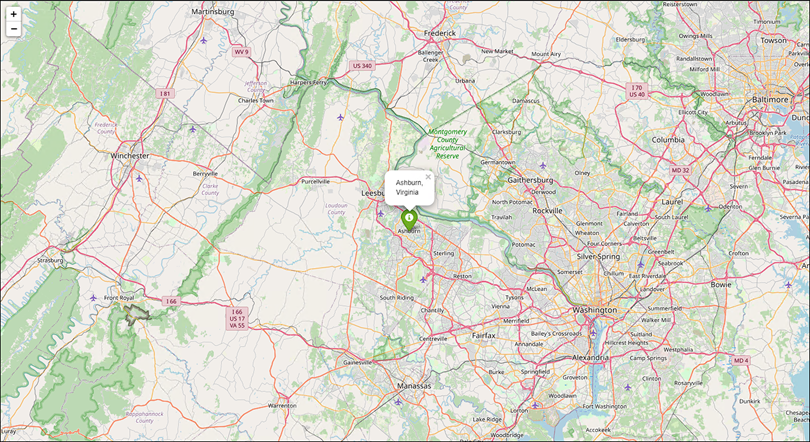 +
−
Martinsburg
WV 9
I 81
Jefferson
County
Charles Town
Harpers Ferry
US 340
Frederick
Ballenger
Creek
New Market
Mount Airy
Urbana
Damascus
Clarksburg
Montgomery
County
Agricultural
Reserve
Germantown
Gaithersburg
Derwood
North Potomac
Rockville
Travilah
Potomac
Eldersburg
Reisterstown
Owings Mills
Randallstown
Milford Mill
Timonium
Towson
Woodlawn
I 70
US 40
Baltimore
Ellicott City
Arbutus
Brooklyn Park
Columbia
Ferndale
Glen Burnie
MD 32
Severn
Olney
Glenmont
Wheaton
Four Corners
Silver Spring
Chillum
Laurel
South Laurel
Beltsville
Odenton
Greenbelt
Seabrook
Crofton
East Riverdale
Landover
Bowie
Frederick
County
Winchester
Berryville
Clarke
County
Purcellville
Loudoun
County
Leesbu
Ashburn,
Virginia
×
Ashburn
Sterling
Reston
McLean
Somerset
Tysons
Vienna
South Riding
Chantilly
Merrifield
Washington
Summerfield
Walker Mill
Bailey's Crossroads
Suitland
Centreville
Fairfax
Annandale
Hillcrest Heights
Westphalia
Alexandria
Camp Springs
MD 4
Strasburg
Front Royal
I 66
I 66
US 17
VA 55
Gainesville
Manassas
Burke
Springfield
Groveton
Clinton
Rosaryville
Woodlawn
Warrenton
Lorton
Fort Washington
Dunkirk
Lake Ridge
Accokeek
Woodbridge
Rappahannock
County
Luray